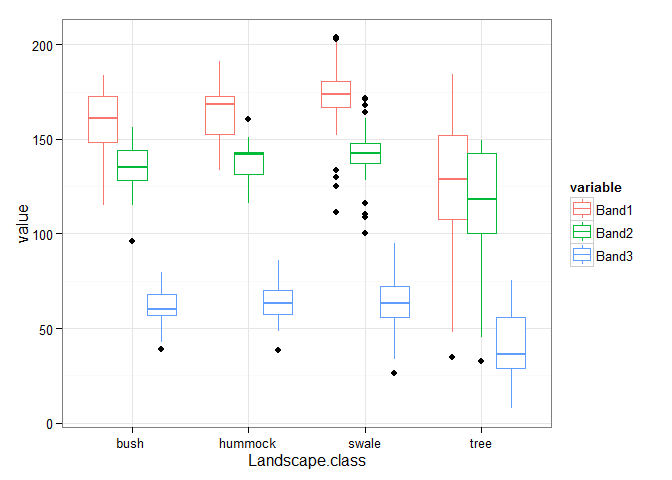 200
150
100
50
0
value
bush hummock swale tree
Landscape.class
variable
Band1
Band2
Band3